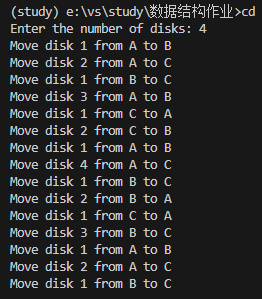 (study) e:\vs\study\数据结构作业>cd
Enter the number of disks: 4
Move disk 1 from A to B
Move disk 2 from A to C
Move disk 1 from B to C
Move disk 3 from A to B
Move disk 1 from C to A
Move disk 2 from C to B
Move disk 1 from A to B
Move disk 4 from A to C
Move disk 1 from B to C
Move disk 2 from B to A
Move disk 1 from C to A
Move disk 3 from B to C
Move disk 1 from A to B
Move disk 2 from A to C
Move disk 1 from B to C